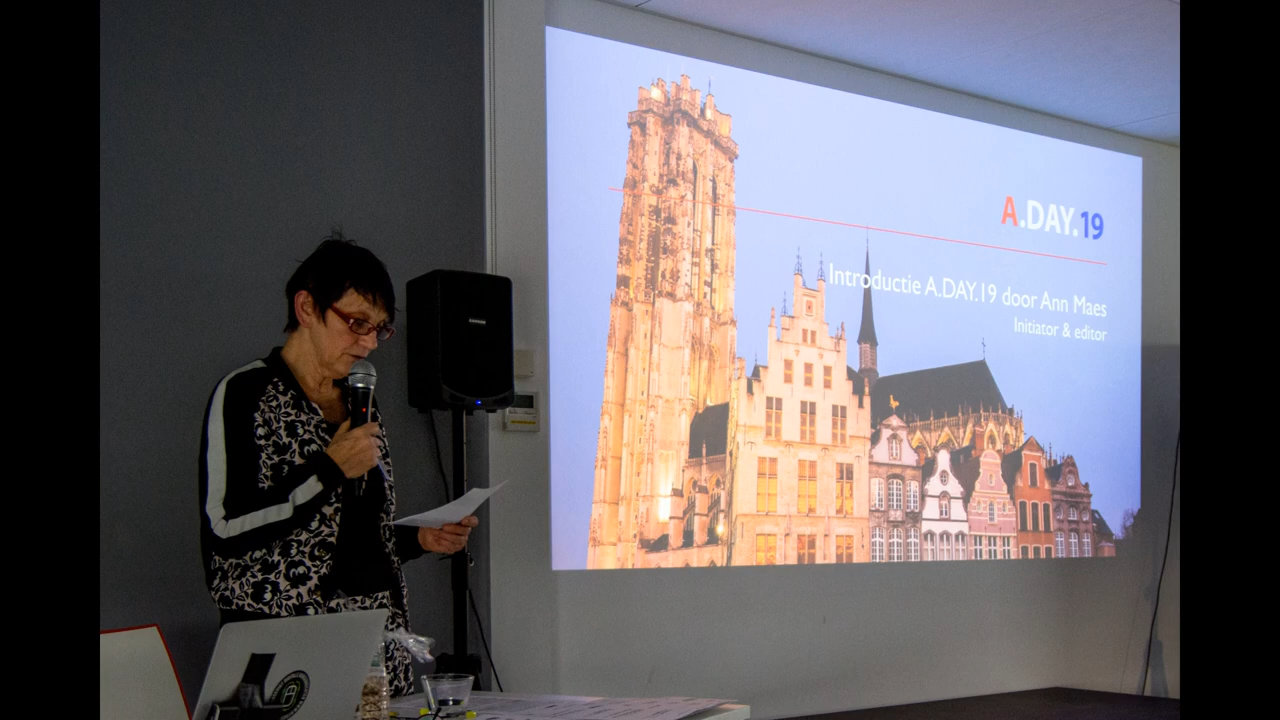 A.DAY.19
Introductie A.DAY.19 door Ann Maes
Initiator & editor